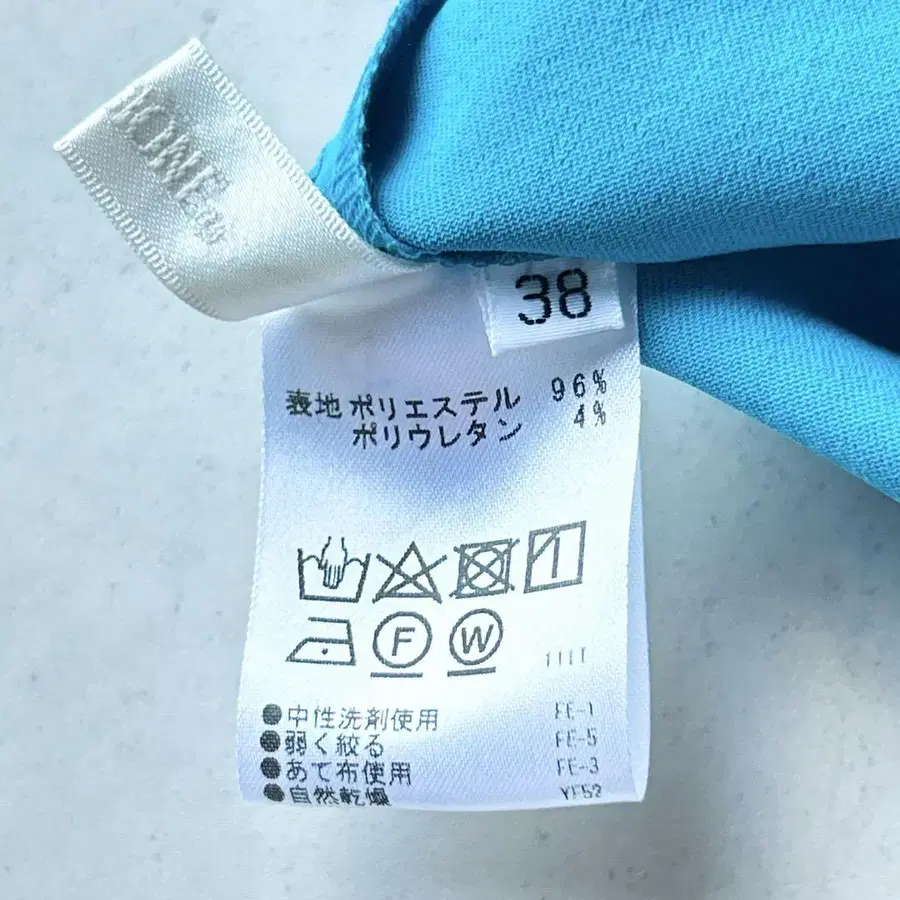 38
表地 ポリエステル 96%
ポリウレタン 4%
F W
●中性洗剤使用 FE-1
●弱く絞る FE-5
●あて布使用 FE-3
●自然乾燥